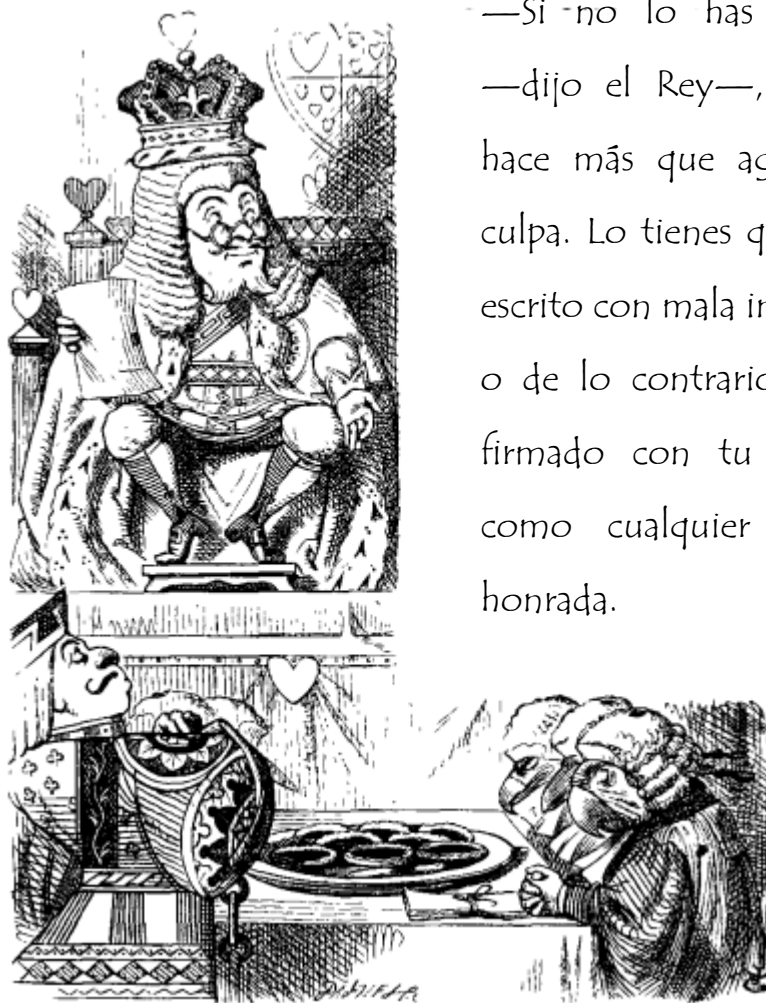 —Si no lo has
—dijo el Rey—,
hace más que ag
culpa. Lo tienes q
escrito con mala in
o de lo contrario
firmado con tu
como cualquier
honrada.